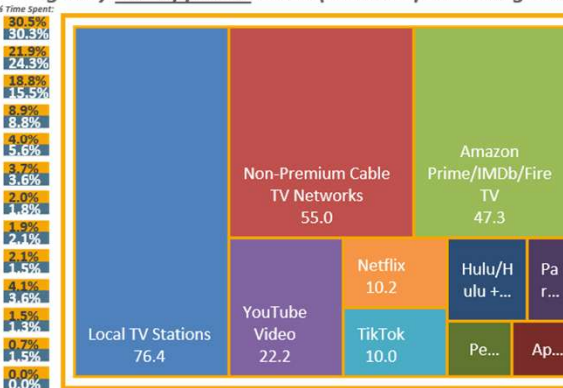 % Time Spent:
30.5%
30.3%
21.9%
24.3%
18.8%
15.5%
8.9%
8.8%
4.0%
5.6%
3.7%
3.6%
2.0%
1.8%
1.9%
2.1%
2.1%
1.5%
4.1%
3.6%
1.5%
1.3%
0.7%
1.5%
0.0%
0.0%
Local TV Stations
76.4
Non-Premium Cable
TV Networks
55.0
Amazon
Prime/IMDb/Fire
TV
47.3
YouTube
Video
22.2
Netflix
10.2
TikTok
10.0
Hulu/H
ulu +...
Pa
r...
Pe...
Ap...